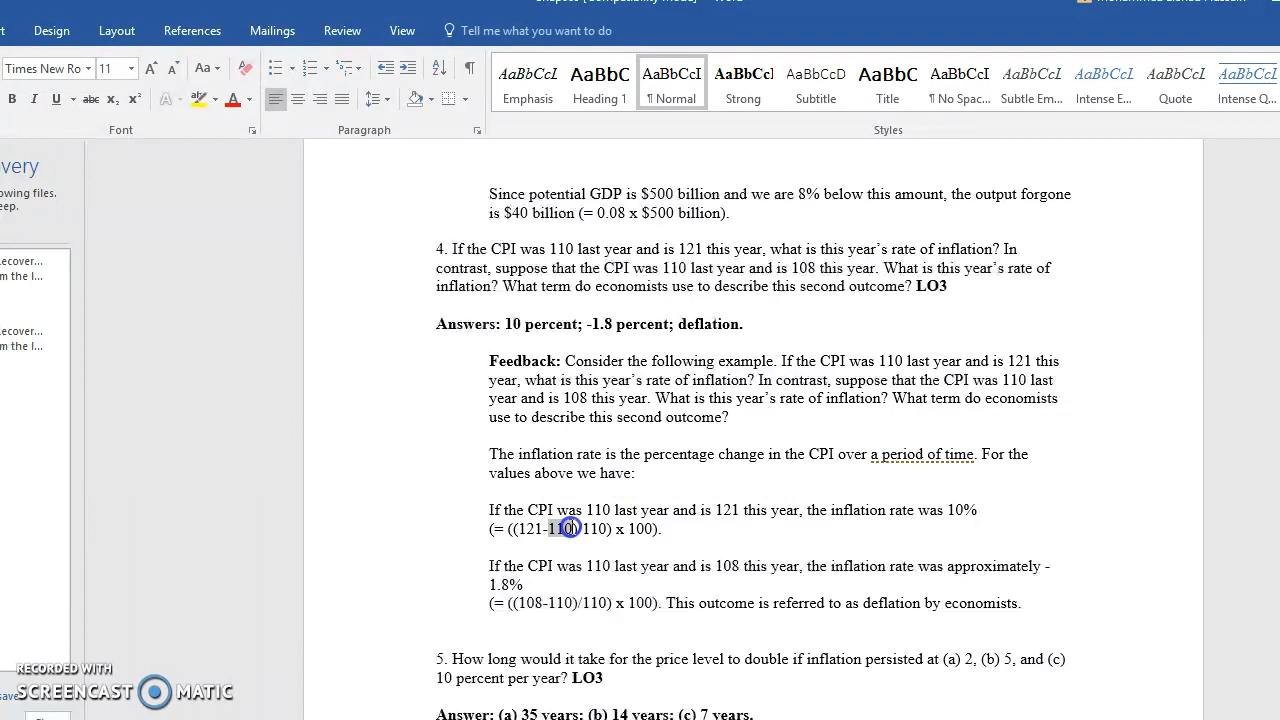 Design Layout References Mailings Review View Tell me what you want to do
Times New Ro 11 Aa
B I U abc x₂ x² A A
Font Paragraph Styles
AaBbCcI AaBbC AaBbCcI AaBbCcI AaBbCcD AaBbC AaBbCcI AaBbCcI AaBbCcI AaBbCcI AaBbCcI
Emphasis Heading 1 ¶ Normal Strong Subtitle Title ¶ No Spac... Subtle Em... Intense E... Quote Intense Q...
very
owing files.
eep.
Recover...
m the I...
Recover...
m the I...
Since potential GDP is $500 billion and we are 8% below this amount, the output forgone
is $40 billion (= 0.08 x $500 billion).
4. If the CPI was 110 last year and is 121 this year, what is this year’s rate of inflation? In
contrast, suppose that the CPI was 110 last year and is 108 this year. What is this year’s rate of
inflation? What term do economists use to describe this second outcome? LO3
Answers: 10 percent; -1.8 percent; deflation.
Feedback: Consider the following example. If the CPI was 110 last year and is 121 this
year, what is this year’s rate of inflation? In contrast, suppose that the CPI was 110 last
year and is 108 this year. What is this year’s rate of inflation? What term do economists
use to describe this second outcome?
The inflation rate is the percentage change in the CPI over a period of time. For the
values above we have:
If the CPI was 110 last year and is 121 this year, the inflation rate was 10%
(= ((121-110)/110) x 100).
If the CPI was 110 last year and is 108 this year, the inflation rate was approximately -
1.8%
(= ((108-110)/110) x 100). This outcome is referred to as deflation by economists.
5. How long would it take for the price level to double if inflation persisted at (a) 2, (b) 5, and (c)
10 percent per year? LO3
Answer: (a) 35 years; (b) 14 years; (c) 7 years.
RECORDED WITH
SCREENCAST MATIC